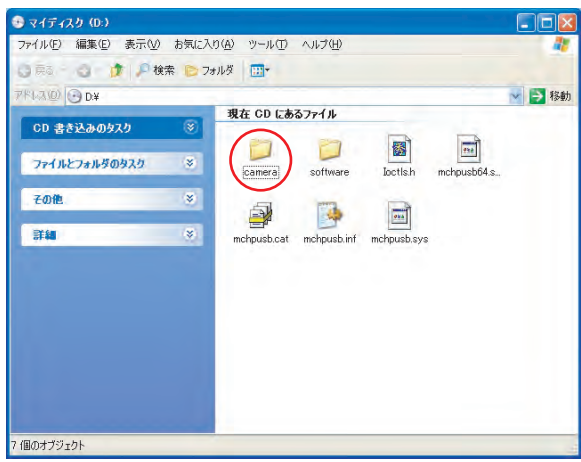 マイディスク (D:)
ファイル(F) 編集(E) 表示(V) お気に入り(A) ツール(T) ヘルプ(H)
戻る 検索 フォルダ
アドレス(D) D:¥ 移動
現在 CD にあるファイル
CD 書き込みのタスク
ファイルとフォルダのタスク
その他
詳細
camera software Ioctls.h mchpusb64.s...
mchpusb.cat mchpusb.inf mchpusb.sys
7 個のオブジェクト